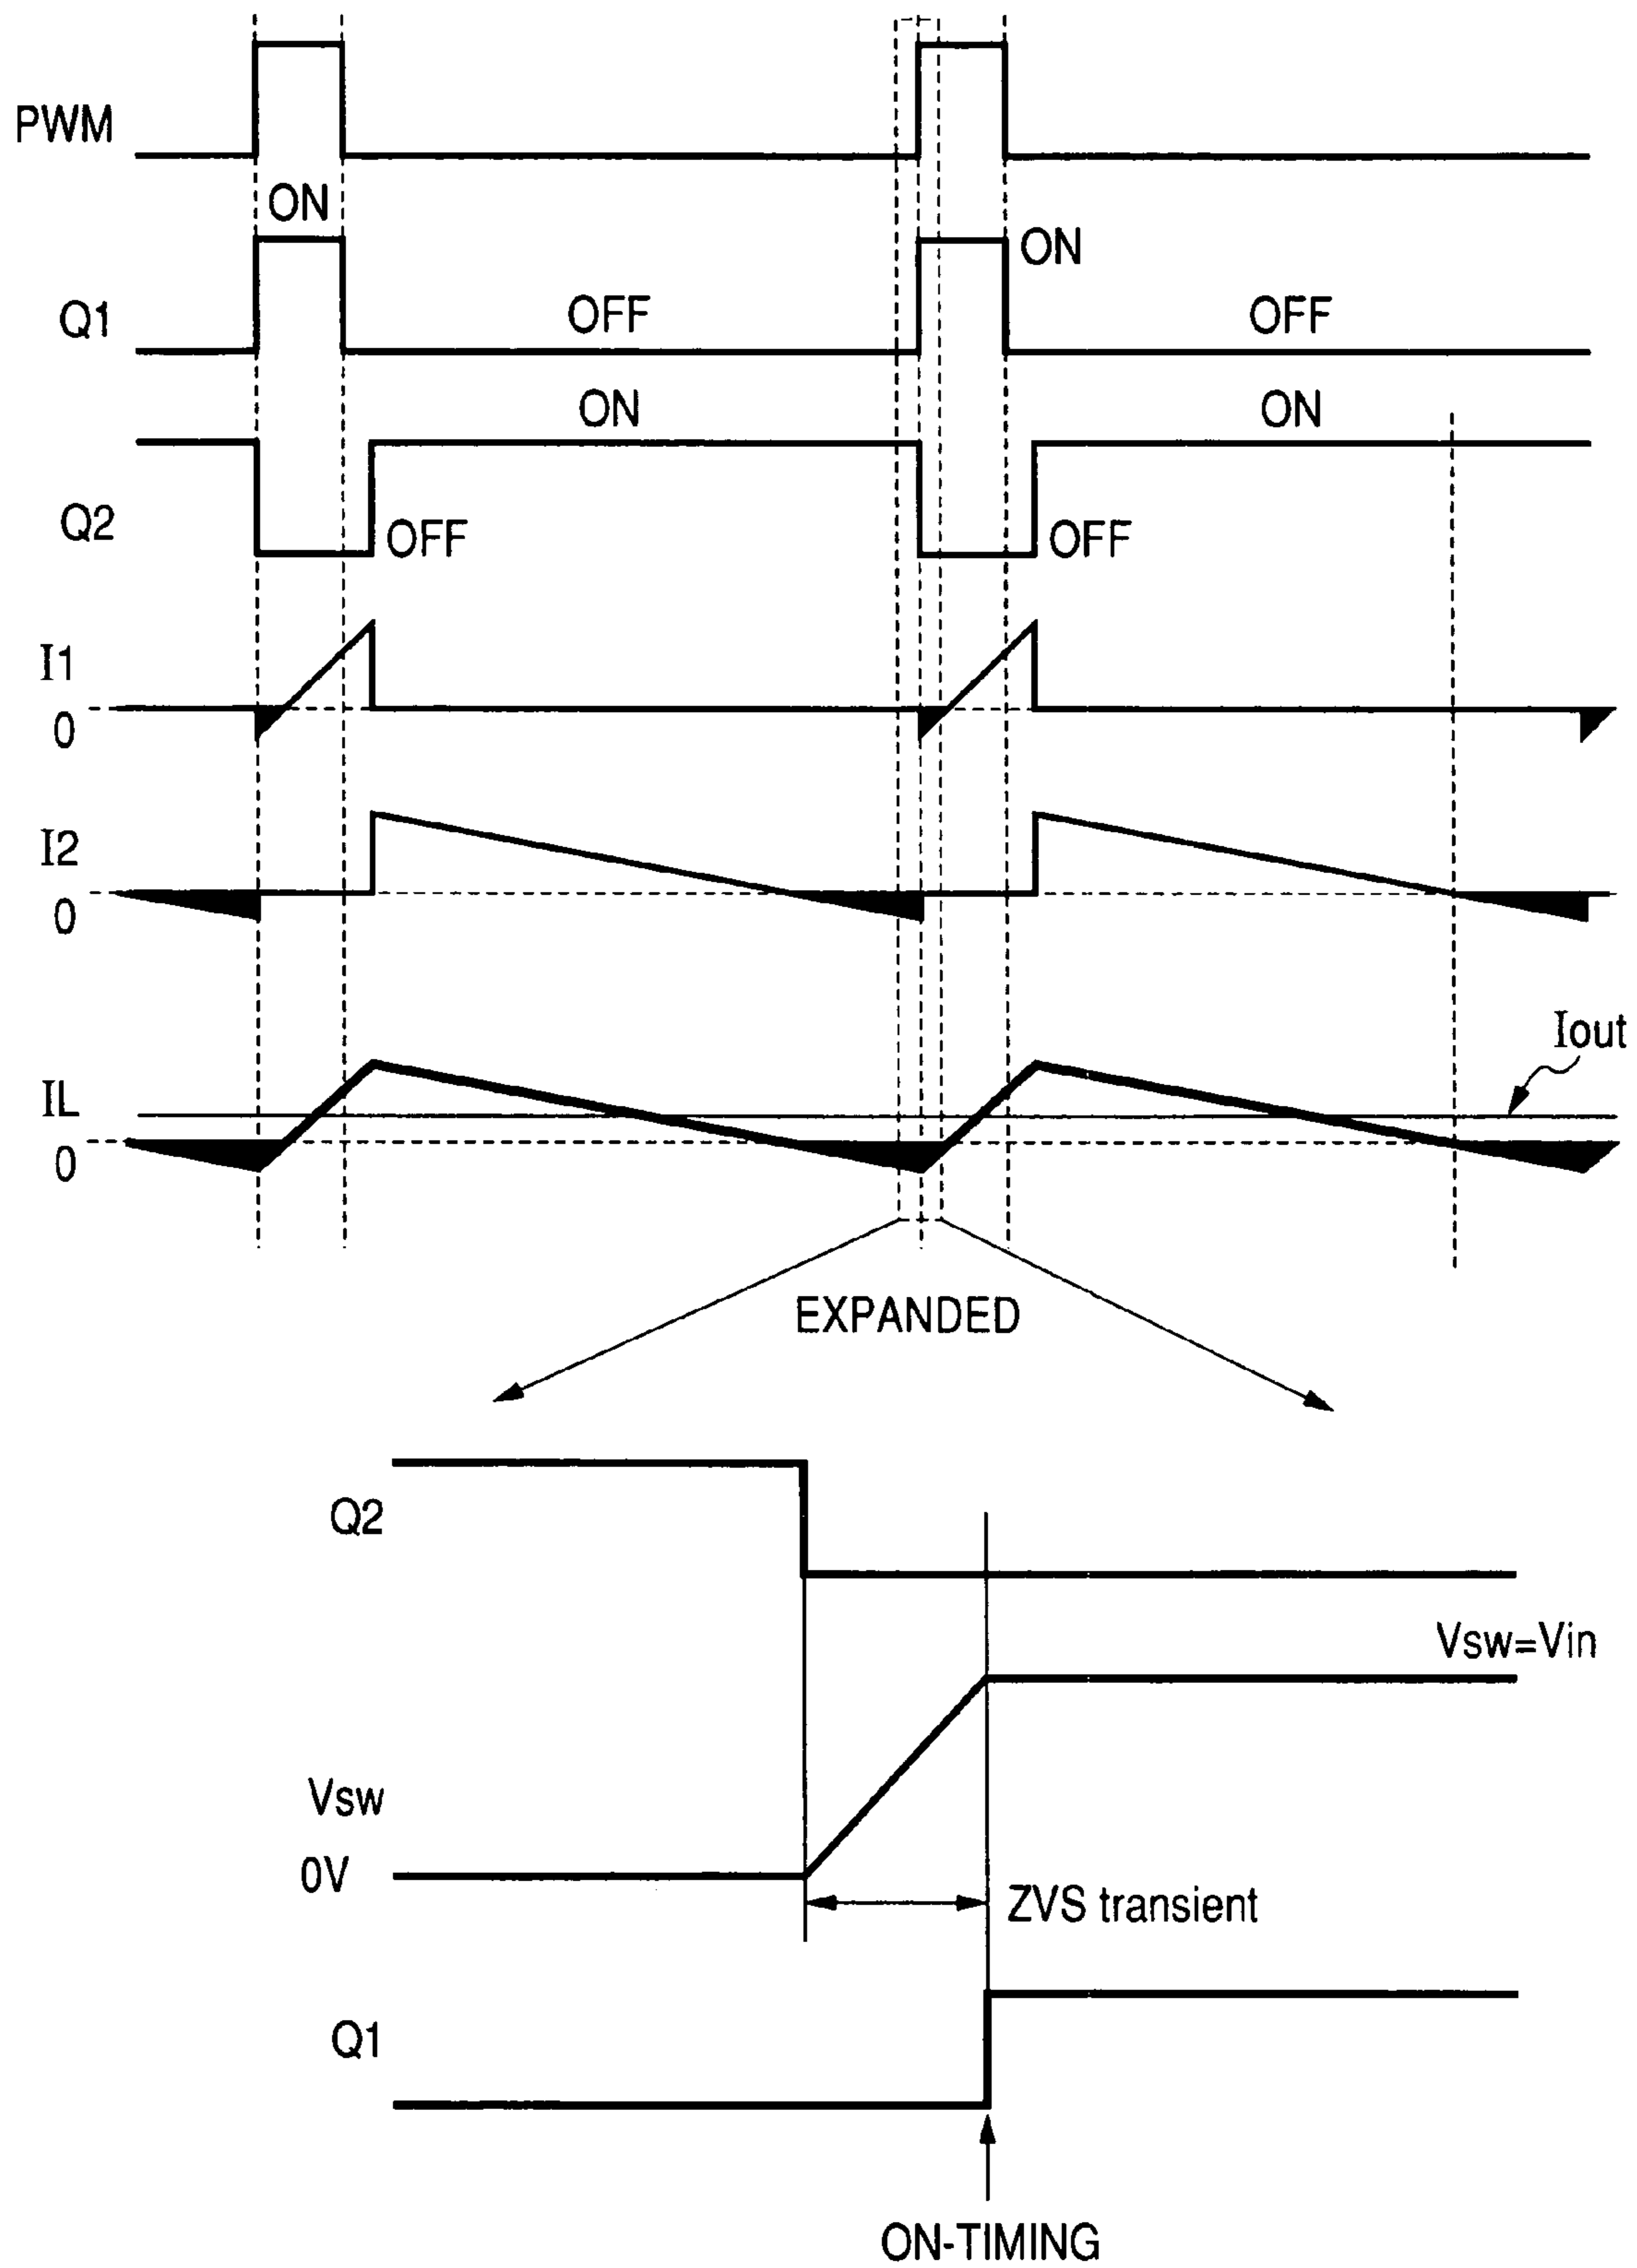 PWM
ON
ON
Q1
OFF
OFF
ON
ON
Q2
OFF
OFF
I1
0
I2
0
Iout
IL
0
EXPANDED
Q2
Vsw=Vin
Vsw
0V
ZVS transient
Q1
ON-TIMING